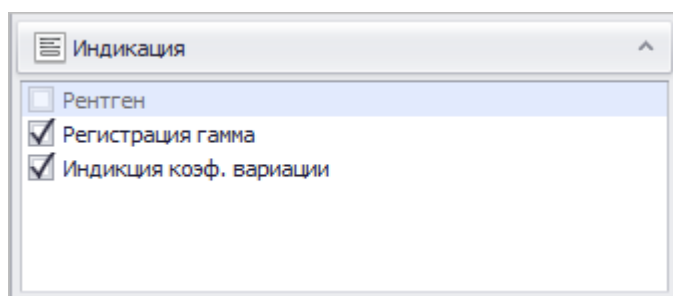 Индикация
Рентген
Регистрация гамма
Индикция коэф. вариации